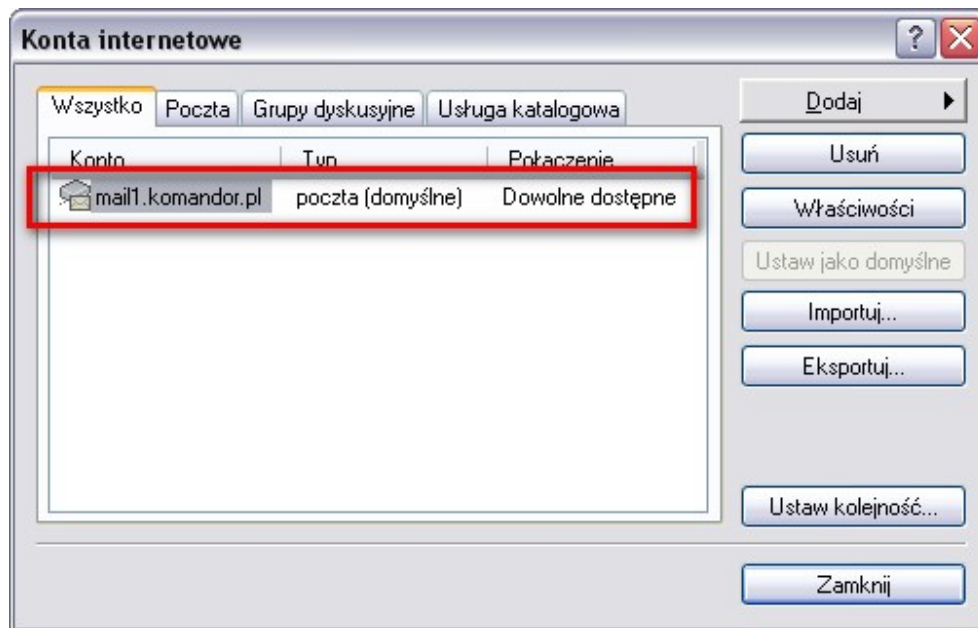 Konta internetowe
Wszystko Poczta Grupy dyskusyjne Usługa katalogowa
Konto Typ Połączenie
mail1.komandor.pl poczta (domyślne) Dowolne dostępne
Dodaj
Usuń
Właściwości
Ustaw jako domyślne
Importuj...
Eksportuj...
Ustaw kolejność...
Zamknij